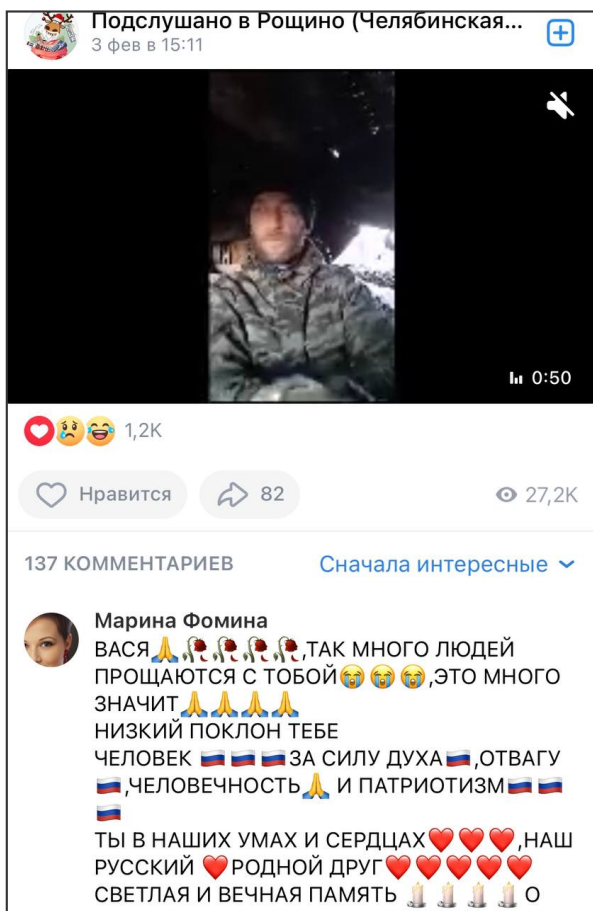 Подслушано в Рощино (Челябинская...
3 фев в 15:11
0:50
1,2K
Нравится
82
27,2K
137 КОММЕНТАРИЕВ
Сначала интересные
Марина Фомина
ВАСЯ🙏🥀🥀🥀🥀,ТАК МНОГО ЛЮДЕЙ
ПРОЩАЮТСЯ С ТОБОЙ😭😭😭,ЭТО МНОГО
ЗНАЧИТ🙏🙏🙏🙏
НИЗКИЙ ПОКЛОН ТЕБЕ
ЧЕЛОВЕК 🇷🇺🇷🇺🇷🇺ЗА СИЛУ ДУХА🇷🇺,ОТВАГУ
🇷🇺,ЧЕЛОВЕЧНОСТЬ🙏 И ПАТРИОТИЗМ🇷🇺🇷🇺
🇷🇺
ТЫ В НАШИХ УМАХ И СЕРДЦАХ❤️❤️❤️,НАШ
РУССКИЙ ❤️РОДНОЙ ДРУГ❤️❤️❤️❤️❤️
СВЕТЛАЯ И ВЕЧНАЯ ПАМЯТЬ 🕯️🕯️🕯️🕯️О